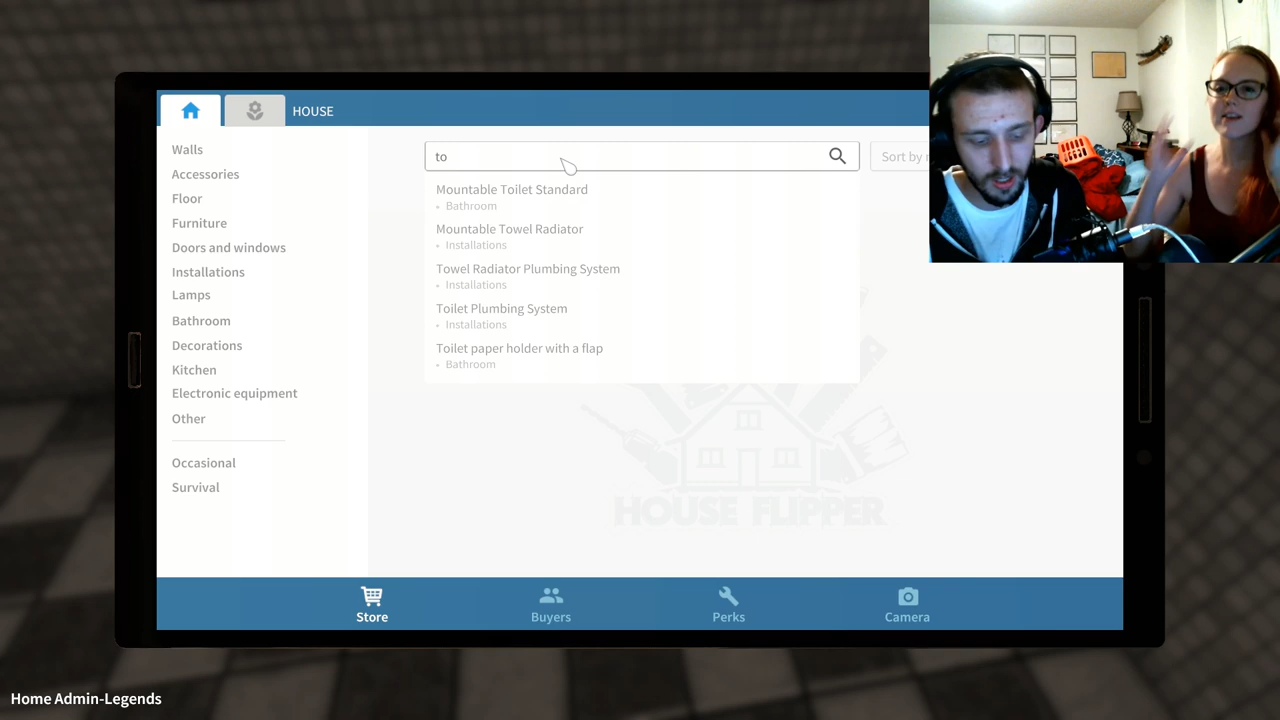 HOUSE
Walls
Accessories
Floor
Furniture
Doors and windows
Installations
Lamps
Bathroom
Decorations
Kitchen
Electronic equipment
Other
Occasional
Survival
to
Sort by
Mountable Toilet Standard
• Bathroom
Mountable Towel Radiator
• Installations
Towel Radiator Plumbing System
• Installations
Toilet Plumbing System
• Installations
Toilet paper holder with a flap
• Bathroom
HOUSE FLIPPER
Store
Buyers
Perks
Camera
Home Admin-Legends